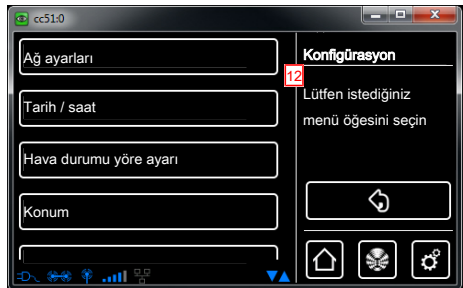 cc51:0
Ağ ayarları
Tarih / saat
Hava durumu yöre ayarı
Konum
Konfigürasyon
12
Lütfen istediğiniz
menü öğesini seçin